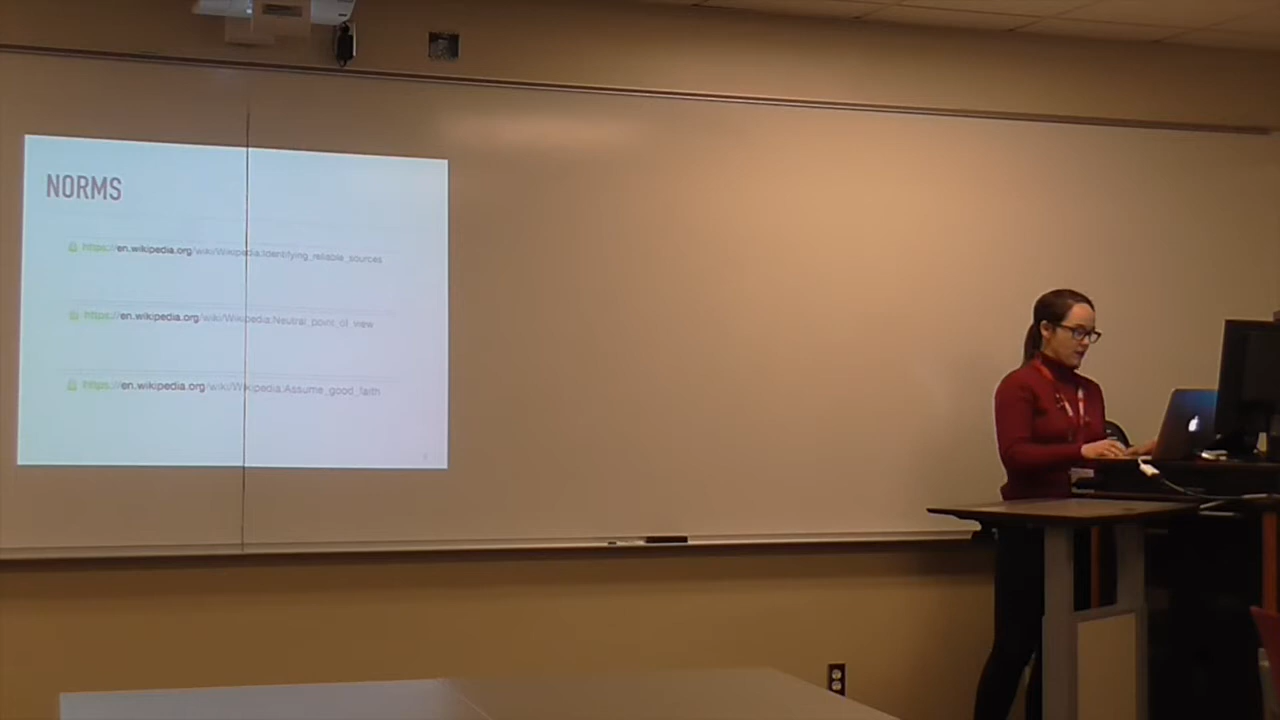 NORMS
https://en.wikipedia.org/wiki/Wikipedia:Identifying_reliable_sources
https://en.wikipedia.org/wiki/Wikipedia:Neutral_point_of_view
https://en.wikipedia.org/wiki/Wikipedia:Assume_good_faith